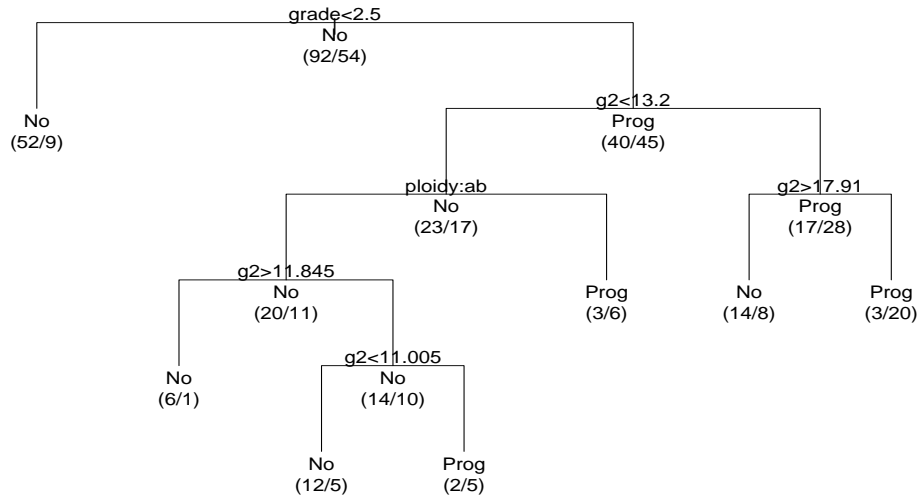 grade<2.5
No
(92/54)
No
(52/9)
g2<13.2
Prog
(40/45)
ploidy:ab
No
(23/17)
g2>17.91
Prog
(17/28)
g2>11.845
No
(20/11)
Prog
(3/6)
No
(14/8)
Prog
(3/20)
No
(6/1)
g2<11.005
No
(14/10)
No
(12/5)
Prog
(2/5)